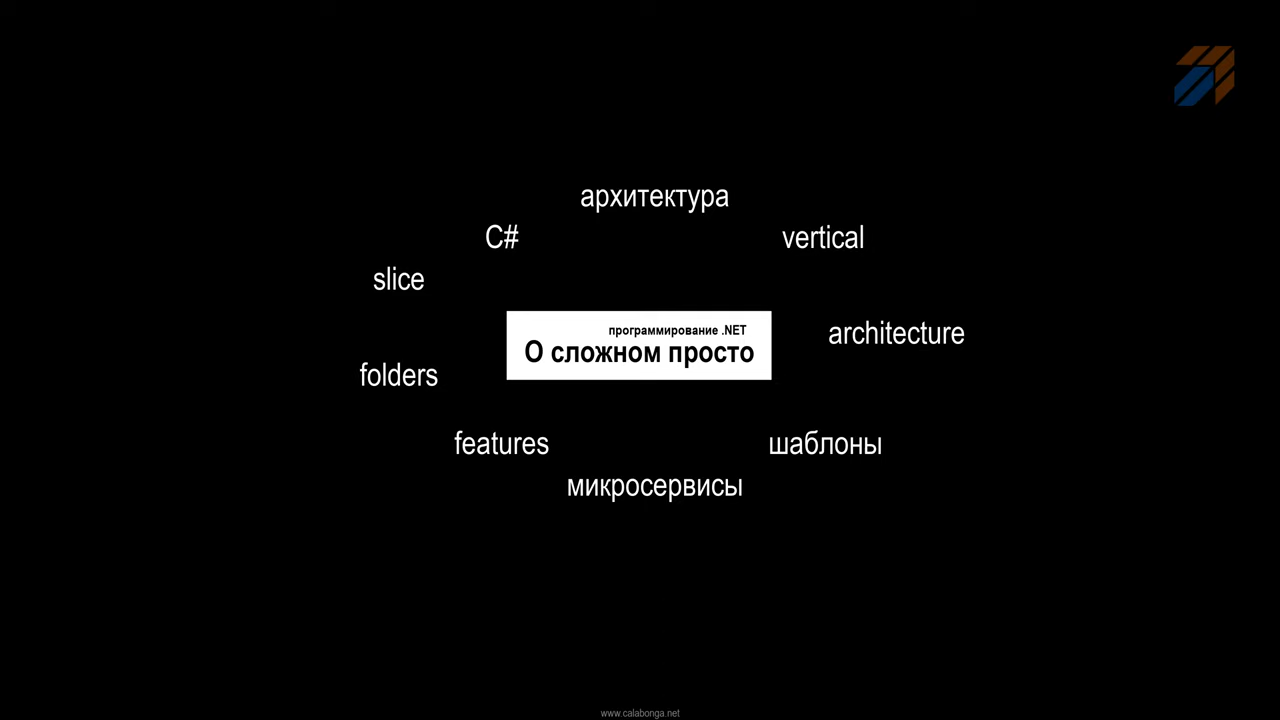 архитектура
C#
vertical
slice
программирование .NET
О сложном просто
architecture
folders
features
шаблоны
микросервисы
www.calabonga.net